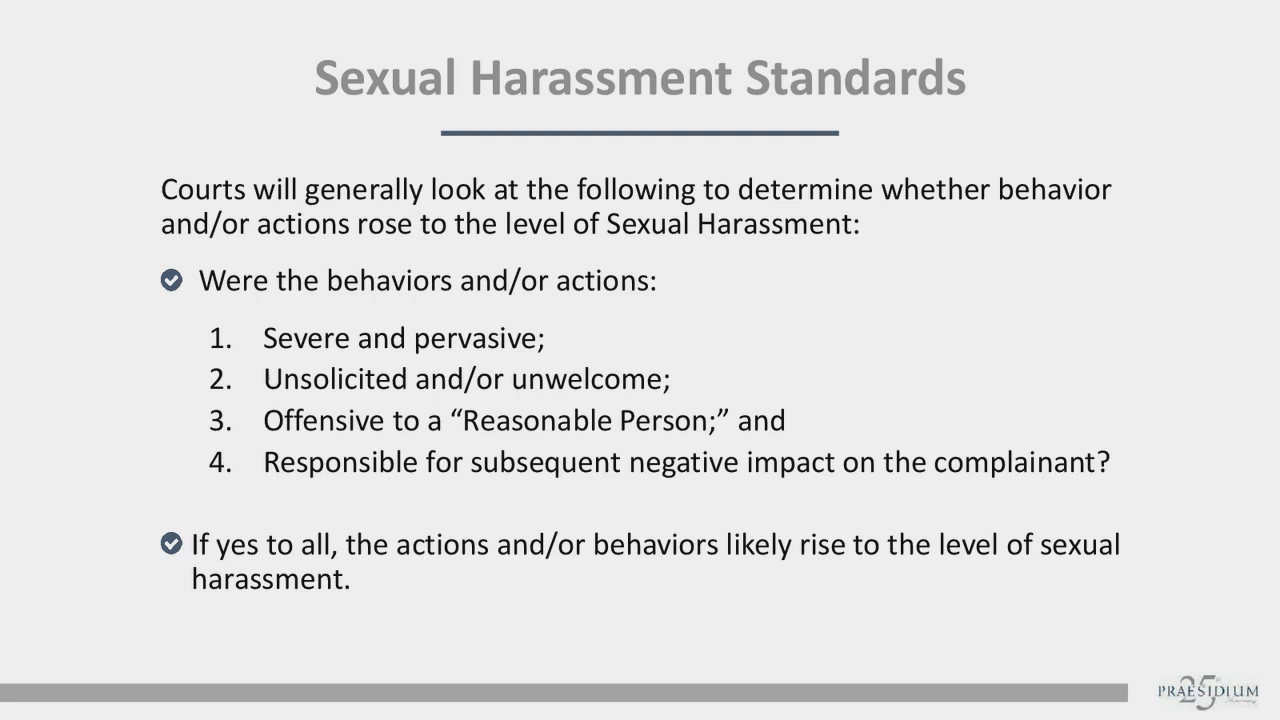 Sexual Harassment Standards
Courts will generally look at the following to determine whether behavior
and/or actions rose to the level of Sexual Harassment:
Were the behaviors and/or actions:
1. Severe and pervasive;
2. Unsolicited and/or unwelcome;
3. Offensive to a “Reasonable Person;” and
4. Responsible for subsequent negative impact on the complainant?
If yes to all, the actions and/or behaviors likely rise to the level of sexual
harassment.
25
PRAESIDIUM